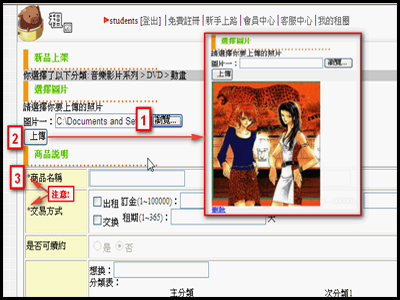 租圈
students [登出] | 免費註冊 | 新手上路 | 會員中心 | 客服中心 | 我的租圈
新品上架
你選擇了以下分類: 音樂影片系列 > DVD > 動畫
選擇圖片
請選擇你要上傳的照片
圖片一： C:\Documents and Se 瀏覽...
1
上傳
2
商品說明
3
*商品名稱
注意!
*交易方式
出租 訂金(1~100000)：
交換 租期(1~365)： 天
是否可續約
是 否
想換：
分類表：
主分類 次分類1
選擇圖片
請選擇你要上傳的照片
圖片一： 瀏覽...
上傳
刪除